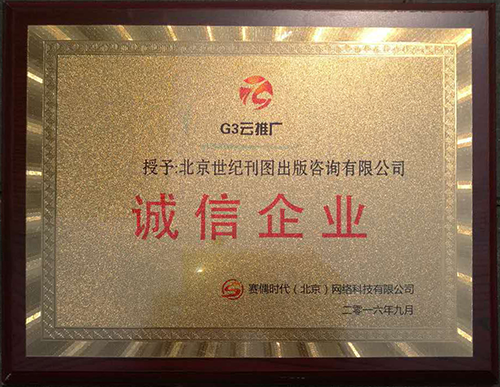 G3云推广
授予:北京世纪刊图出版咨询有限公司
诚信企业
赛偶时代（北京）网络科技有限公司
二零一六年九月